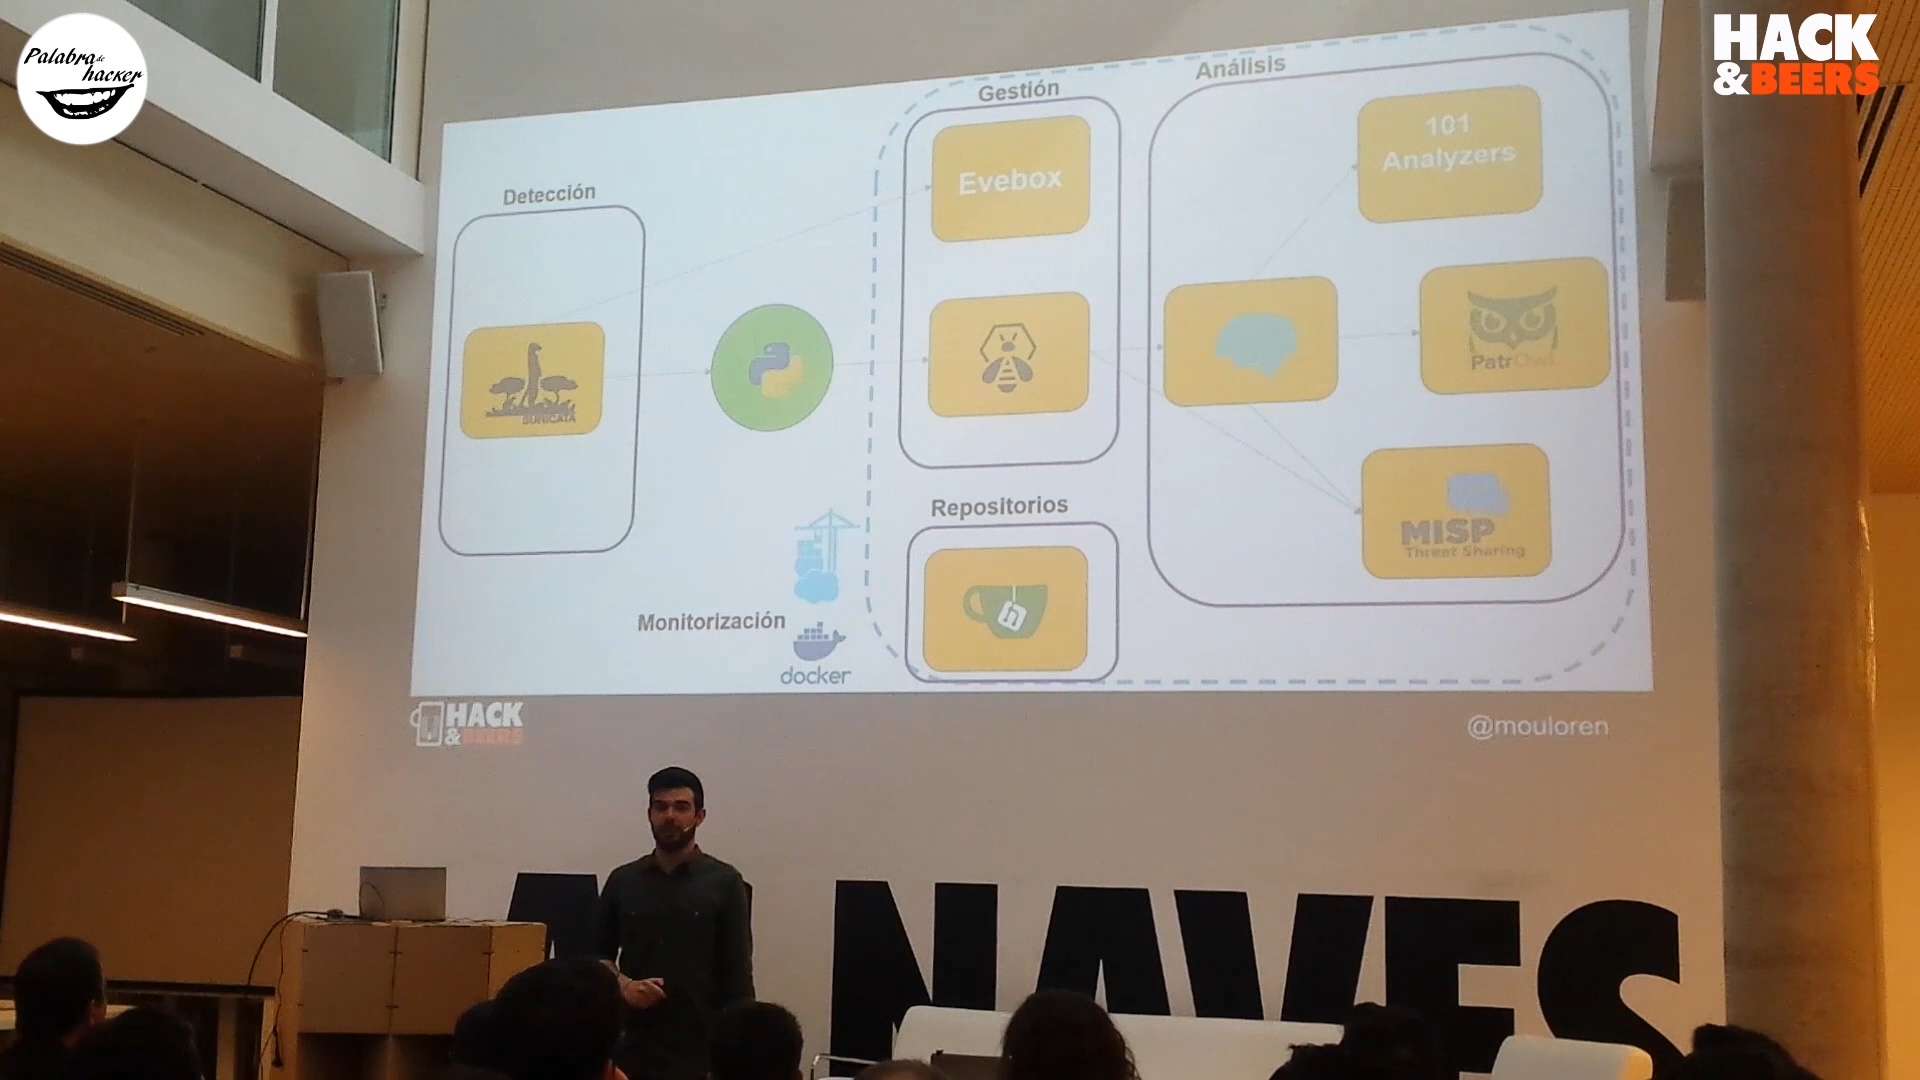 Palabra de
hacker
HACK
&BEERS
Análisis
Gestión
101
Analyzers
Evebox
Detección
PatrOwl
SURICATA
Repositorios
MISP
Threat Sharing
Monitorización
docker
HACK
&BEERS
@mouloren
NAVES